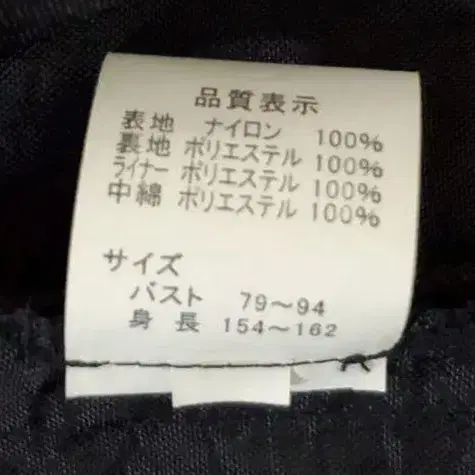 品質表示
表地 ナイロン 100%
裏地 ポリエステル 100%
ライナー ポリエステル 100%
中綿 ポリエステル 100%
サイズ
バスト 79～94
身長 154～162